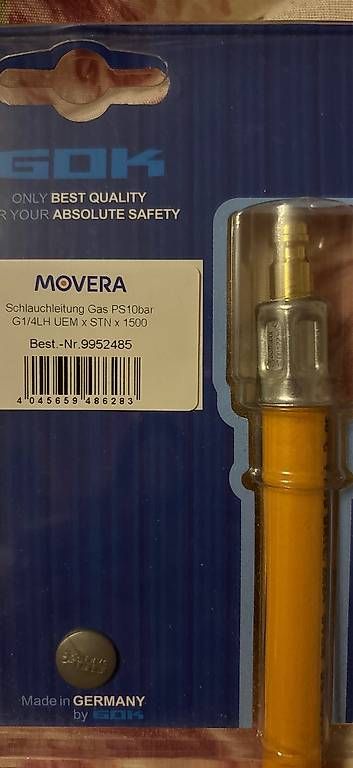 GOK
ONLY BEST QUALITY
R YOUR ABSOLUTE SAFETY
MOVERA
Schlauchleitung Gas PS10bar
G1/4LH UEM x STN x 1500
Best.-Nr.9952485
4 045659 486283
Made in GERMANY
by GOK